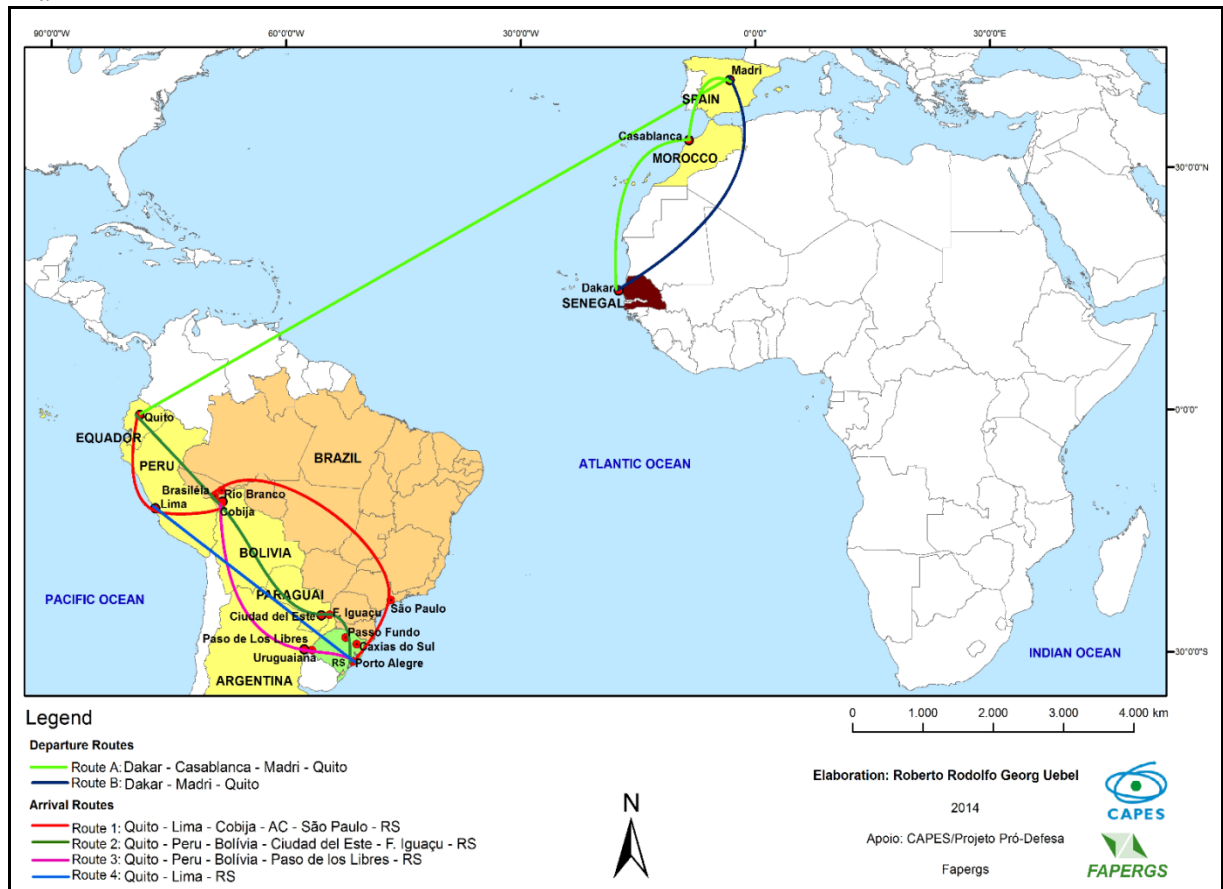 90°0'0"W
60°0'0"W
30°0'0"W
0°0'0"
30°0'0"E
Madri
SPAIN
Casablanca
MOROCCO
30°0'0"N
Dakar
SENEGAL
Quito
0°0'0"
EQUADOR
PERU
BRAZIL
ATLANTIC OCEAN
Brasiléia
Rio Branco
Lima
Cobija
BOLIVIA
PACIFIC OCEAN
PARAGUAI
São Paulo
Ciudad del Este
F. Iguaçu
Passo Fundo
Paso de Los Libres
Caxias do Sul
Uruguaiana
RS
Porto Alegre
30°0'0"S
INDIAN OCEAN
ARGENTINA
Legend
Departure Routes
Route A: Dakar - Casablanca - Madri - Quito
Route B: Dakar - Madri - Quito
Arrival Routes
Route 1: Quito - Lima - Cobija - AC - São Paulo - RS
Route 2: Quito - Peru - Bolívia - Ciudad del Este - F. Iguaçu - RS
Route 3: Quito - Peru - Bolívia - Paso de los Libres - RS
Route 4: Quito - Lima - RS
N
0 1.000 2.000 3.000 4.000 km
Elaboration: Roberto Rodolfo Georg Uebel
2014
Apoio: CAPES/Projeto Pró-Defesa
Fapergs
CAPES
FAPERGS